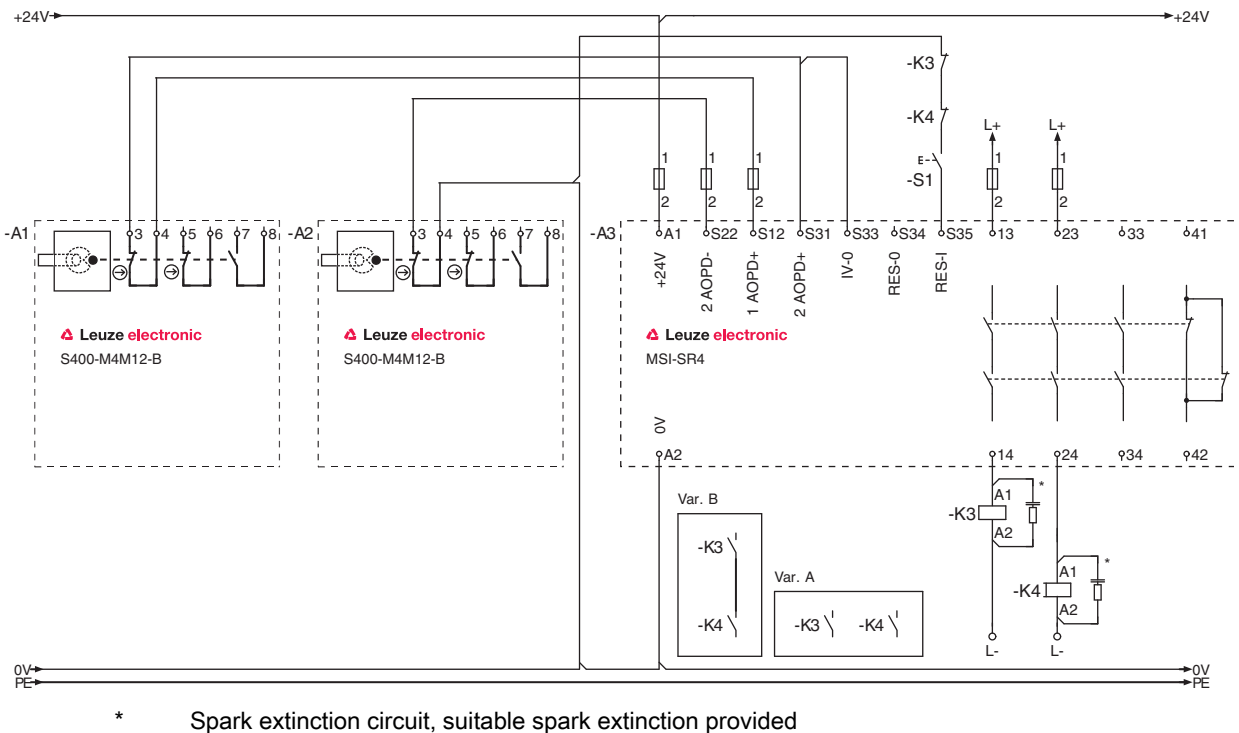 +24V +24V
-K3
-K4
L+ L+
E--
-S1
1 1 1 1 1
2 2 2 2 2
-A1 3 4 5 6 7 8
-A2 3 4 5 6 7 8
-A3 A1 S22 S12 S31 S33 S34 S35 13 23 33 41
+24V
2 AOPD-
1 AOPD+
2 AOPD+
IV-0
RES-0
RES-I
Leuze electronic
S400-M4M12-B
Leuze electronic
S400-M4M12-B
Leuze electronic
MSI-SR4
0V
A2 14 24 34 42
Var. B
-K3
-K4
Var. A
-K3 -K4
-K3 A1 *
A2
-K4 A1 *
A2
L- L-
0V 0V
PE PE
* Spark extinction circuit, suitable spark extinction provided